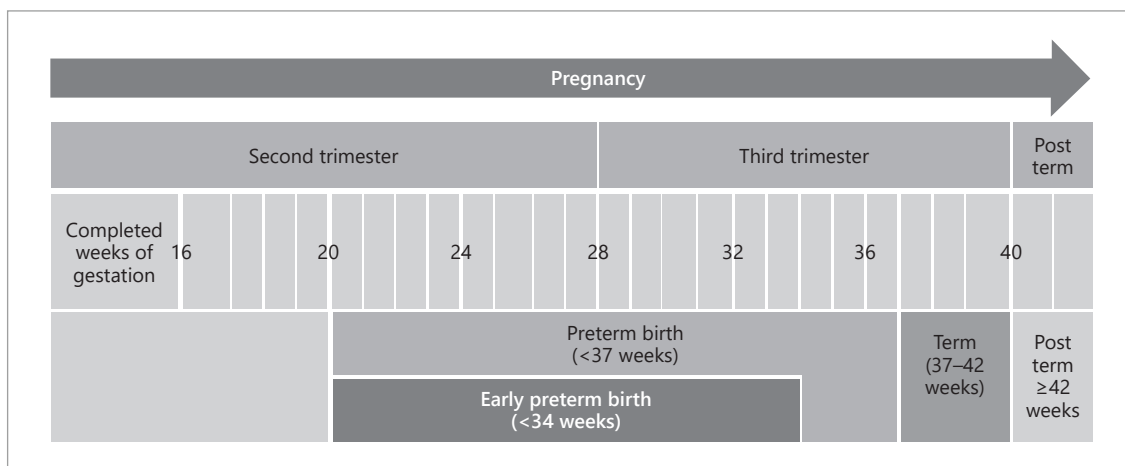 Pregnancy
Second trimester
Third trimester
Post
term
Completed
weeks of
gestation
16 20 24 28 32 36 40
Preterm birth
(<37 weeks)
Early preterm birth
(<34 weeks)
Term
(37–42
weeks)
Post
term
≥42
weeks